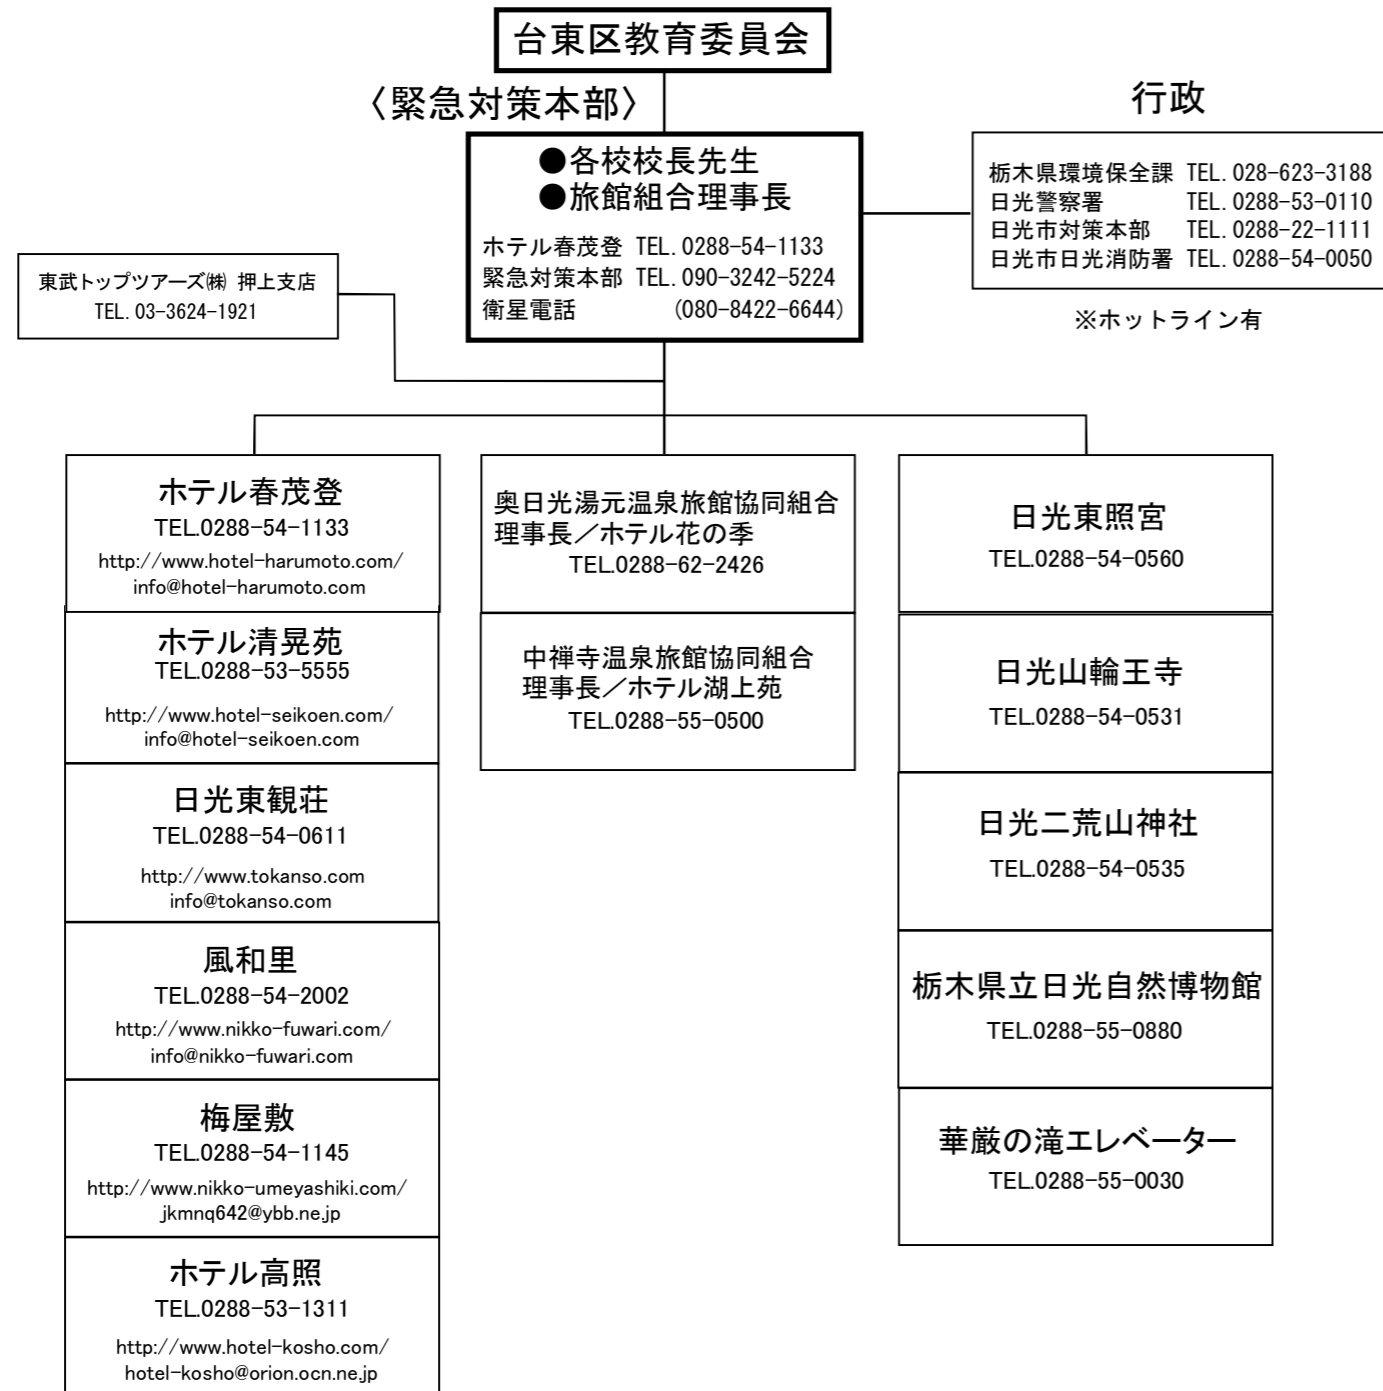 台東区教育委員会
〈緊急対策本部〉
●各校校長先生
●旅館組合理事長
ホテル春茂登 TEL.0288-54-1133
緊急対策本部 TEL.090-3242-5224
衛星電話 (080-8422-6644)
行政
栃木県環境保全課 TEL.028-623-3188
日光警察署 TEL.0288-53-0110
日光市対策本部 TEL.0288-22-1111
日光市日光消防署 TEL.0288-54-0050
※ホットライン有
東武トップツアーズ㈱ 押上支店
TEL.03-3624-1921
ホテル春茂登
TEL.0288-54-1133
http://www.hotel-harumoto.com/
info@hotel-harumoto.com
ホテル清晃苑
TEL.0288-53-5555
http://www.hotel-seikoen.com/
info@hotel-seikoen.com
日光東観荘
TEL.0288-54-0611
http://www.tokanso.com
info@tokanso.com
風和里
TEL.0288-54-2002
http://www.nikko-fuwari.com/
info@nikko-fuwari.com
梅屋敷
TEL.0288-54-1145
http://www.nikko-umeyashiki.com/
jkmnq642@ybb.ne.jp
ホテル高照
TEL.0288-53-1311
http://www.hotel-kosho.com/
hotel-kosho@orion.ocn.ne.jp
奥日光湯元温泉旅館協同組合
理事長／ホテル花の季
TEL.0288-62-2426
中禅寺温泉旅館協同組合
理事長／ホテル湖上苑
TEL.0288-55-0500
日光東照宮
TEL.0288-54-0560
日光山輪王寺
TEL.0288-54-0531
日光二荒山神社
TEL.0288-54-0535
栃木県立日光自然博物館
TEL.0288-55-0880
華厳の滝エレベーター
TEL.0288-55-0030